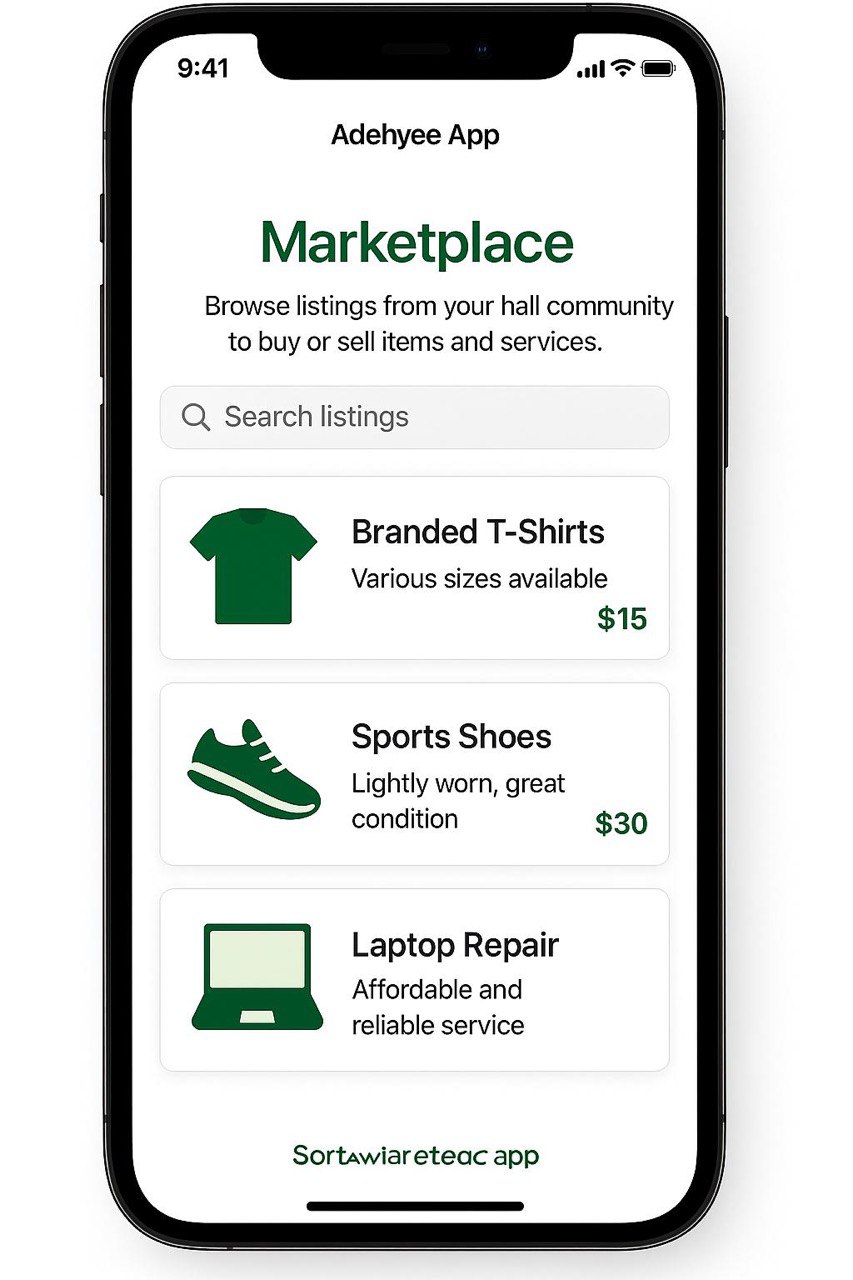 9:41
Adehyee App
Marketplace
Browse listings from your hall community
to buy or sell items and services.
Search listings
Branded T-Shirts
Various sizes available
$15
Sports Shoes
Lightly worn, great
condition
$30
Laptop Repair
Affordable and
reliable service
app